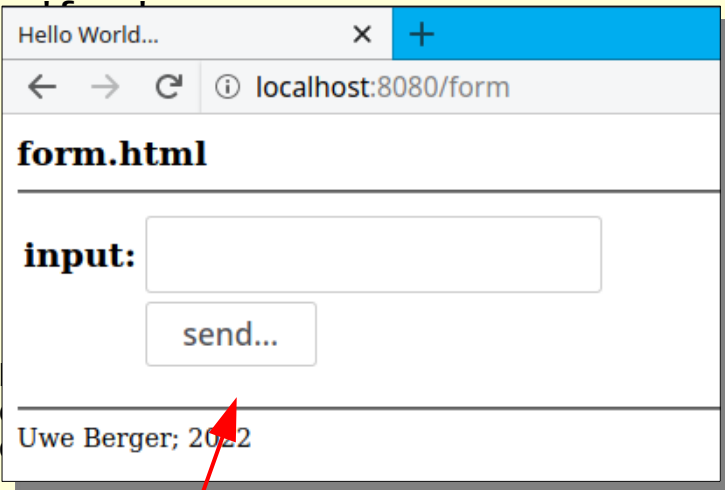 Hello World...
localhost:8080/form
form.html
input:
send...
Uwe Berger; 2022